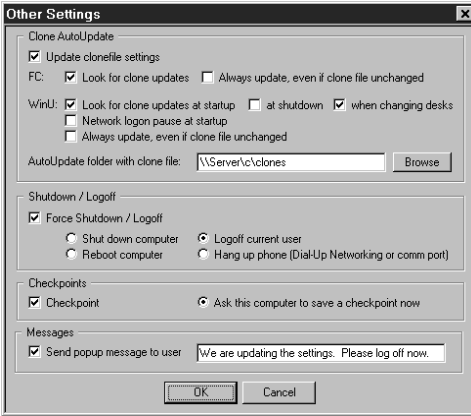 Other Settings
Clone AutoUpdate
Update clonefile settings
FC: Look for clone updates Always update, even if clone file unchanged
WinU: Look for clone updates at startup at shutdown when changing desks
Network logon pause at startup
Always update, even if clone file unchanged
AutoUpdate folder with clone file: \\Server\c\clones Browse
Shutdown / Logoff
Force Shutdown / Logoff
Shut down computer Logoff current user
Reboot computer Hang up phone (Dial-Up Networking or comm port)
Checkpoints
Checkpoint Ask this computer to save a checkpoint now
Messages
Send popup message to user We are updating the settings. Please log off now.
OK Cancel